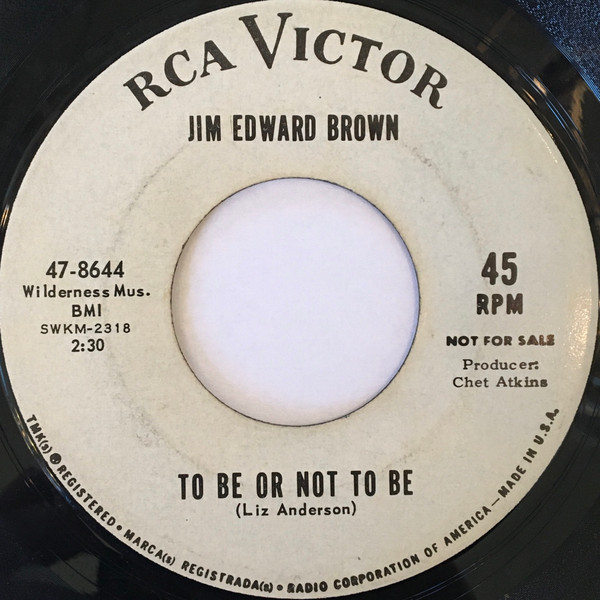 RCA VICTOR
JIM EDWARD BROWN
47-8644
Wilderness Mus.
BMI
SWKM-2318
2:30
45
RPM
NOT FOR SALE
Producer:
Chet Atkins
TO BE OR NOT TO BE
(Liz Anderson)
TMK(s) ® REGISTERED • MARCA(s) REGISTRADA(s) • RADIO CORPORATION OF AMERICA — MADE IN U.S.A.